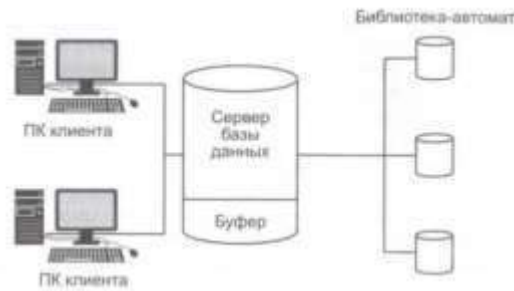 Библиотека-автомат
ПК клиента
Сервер
базы
данных
Буфер
ПК клиента